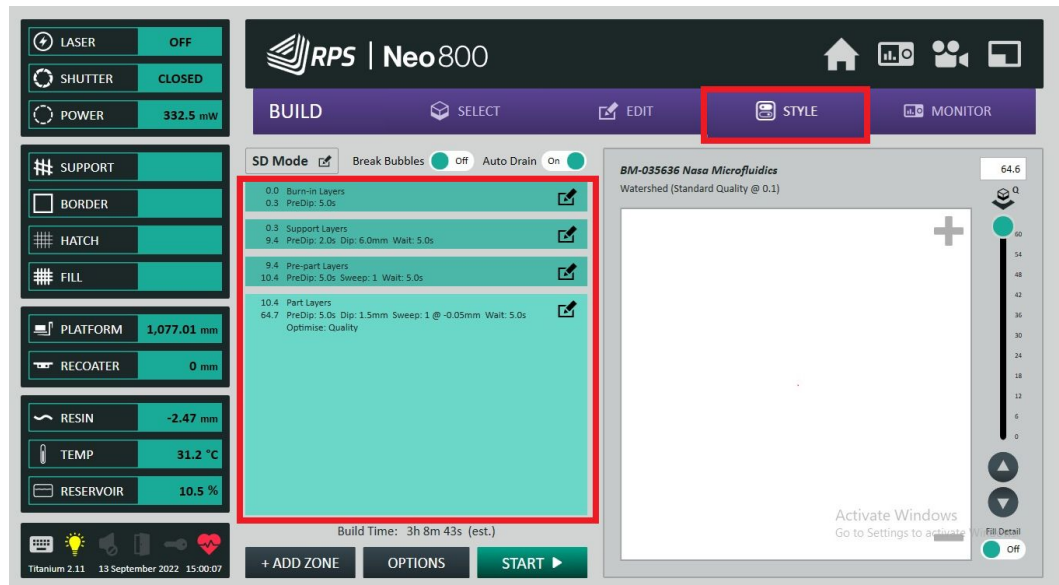 LASER OFF
SHUTTER CLOSED
POWER 332.5 mW
SUPPORT
BORDER
HATCH
FILL
PLATFORM 1,077.01 mm
RECOATER 0 mm
RESIN -2.47 mm
TEMP 31.2 °C
RESERVOIR 10.5 %
Titanium 2.11 13 September 2022 15:00:07
RPS | Neo800
BUILD SELECT EDIT STYLE MONITOR
SD Mode Break Bubbles Off Auto Drain On
0.0 Burn-in Layers
0.3 PreDip: 5.0s
0.3 Support Layers
9.4 PreDip: 2.0s Dip: 6.0mm Wait: 5.0s
9.4 Pre-part Layers
10.4 PreDip: 5.0s Sweep: 1 Wait: 5.0s
10.4 Part Layers
64.7 PreDip: 5.0s Dip: 1.5mm Sweep: 1 @ -0.05mm Wait: 5.0s
Optimise: Quality
Build Time: 3h 8m 43s (est.)
+ ADD ZONE OPTIONS START
BM-035636 Nasa Microfluidics
Watershed (Standard Quality @ 0.1)
64.6
Q
60
54
48
42
36
30
24
18
12
6
0
Activate Windows
Go to Settings to activate
Fill Detail
Off